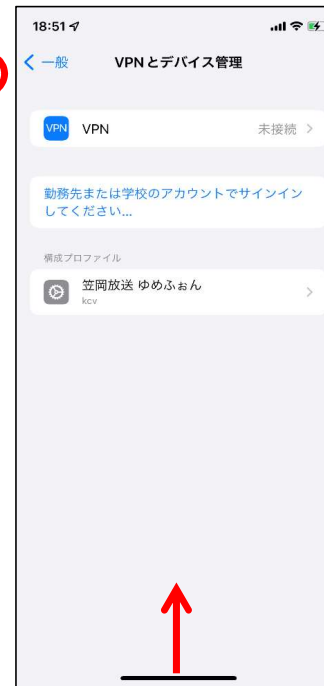 18:51
一般
VPNとデバイス管理
VPN VPN 未接続
勤務先または学校のアカウントでサインイン
してください...
構成プロファイル
笠岡放送 ゆめふぉん
kcv